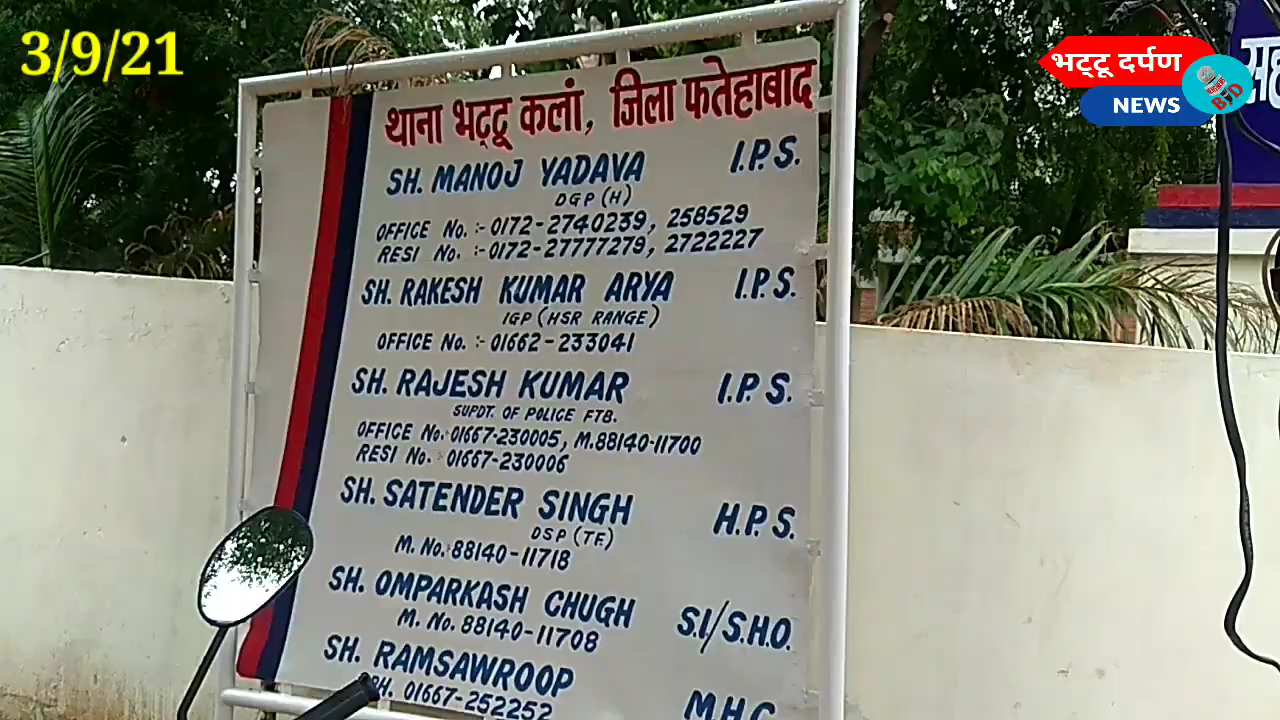 3/9/21
भट्टू दर्पण
NEWS
BJD
थाना भट्टू कलां, जिला फतेहाबाद
SH. MANOJ YADAVA I.P.S.
DGP (H)
OFFICE No. :- 0172-2740239, 258529
RESI No. :- 0172-27777279, 2722227
SH. RAKESH KUMAR ARYA I.P.S.
IGP (HSR RANGE)
OFFICE No. :- 01662-233041
SH. RAJESH KUMAR I.P.S.
SUPDT. OF POLICE FTB.
OFFICE No. 01667-230005, M.88140-11700
RESI No. 01667-230006
SH. SATENDER SINGH H.P.S.
DSP (TF.)
M. No. 88140-11718
SH. OMPARKASH CHUGH S.I/S.H.O.
M. No. 88140-11708
SH. RAMSAWROOP M.H.C
PH. 01667-252252